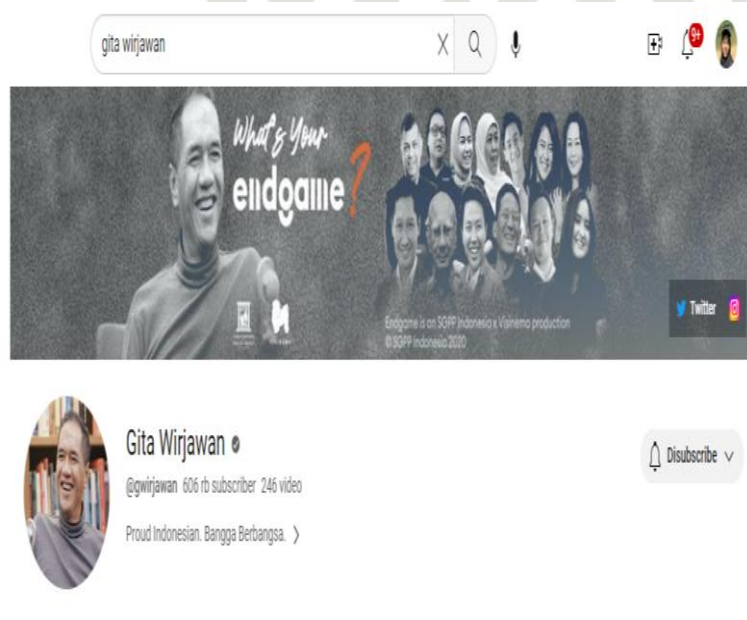 gita wirjawan
9+
What's Your
endgame?
Twitter
Endgame is an SGPP Indonesia x Visinema production
© SGPP Indonesia 2020
Gita Wirjawan
@gwirjawan 606 rb subscriber 246 video
Disubscribe
Proud Indonesian. Bangga Berbangsa.